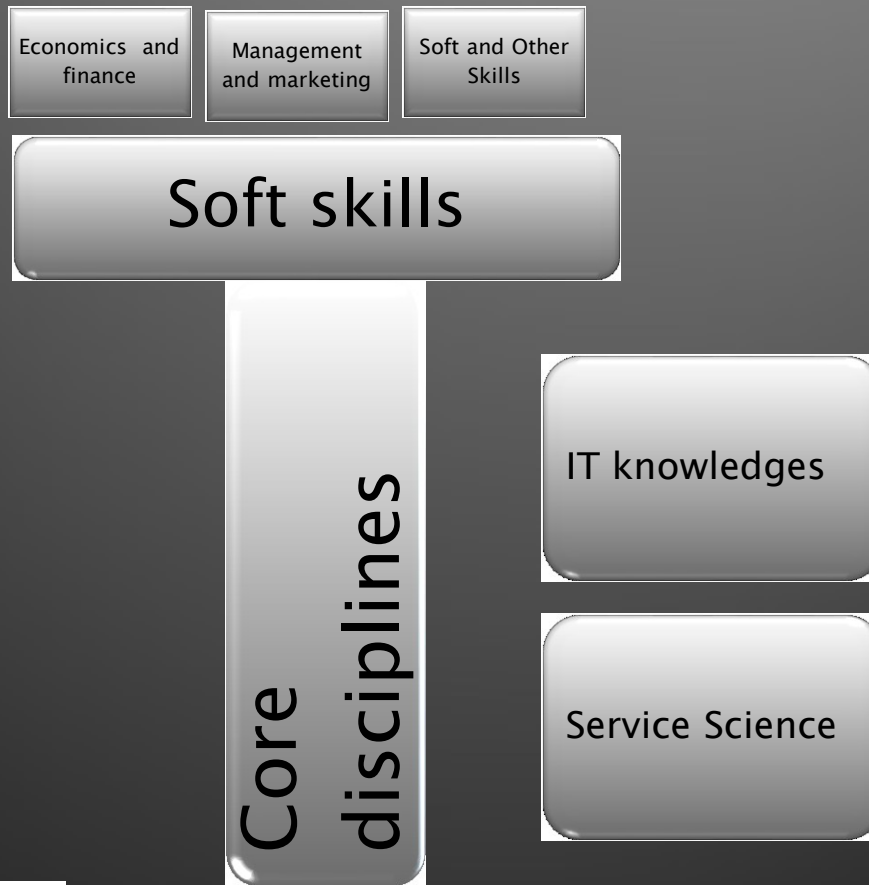 Economics and
finance
Management
and marketing
Soft and Other
Skills
Soft skills
Core
disciplines
IT knowledges
Service Science